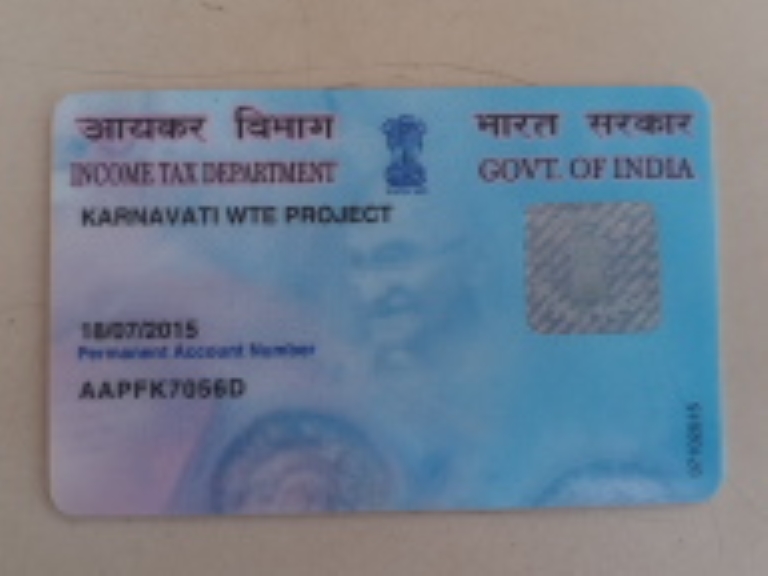 आयकर विभाग
भारत सरकार
INCOME TAX DEPARTMENT
GOVT. OF INDIA
KARNAVATI WTE PROJECT
18/07/2015
Permanent Account Number
AAPFK7056D